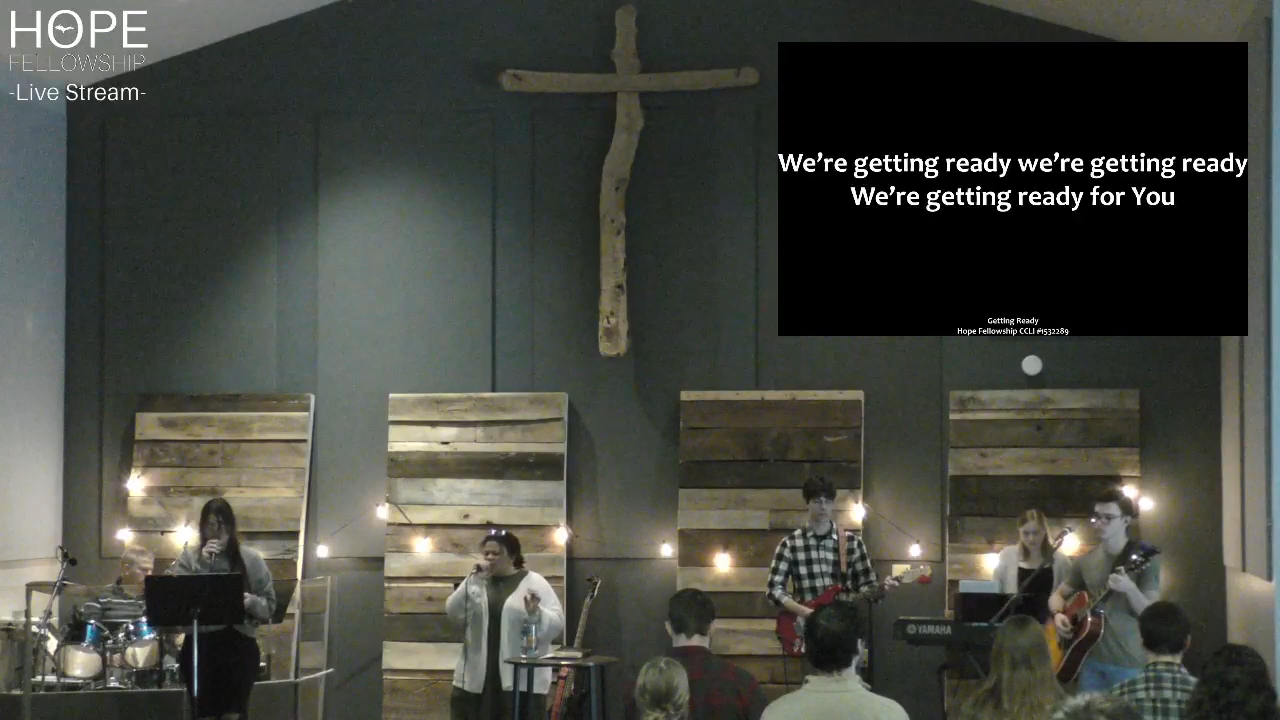 HOPE
FELLOWSHIP
-Live Stream-
We're getting ready we're getting ready
We're getting ready for You
Getting Ready
Hope Fellowship CCLI #1532289
YAMAHA